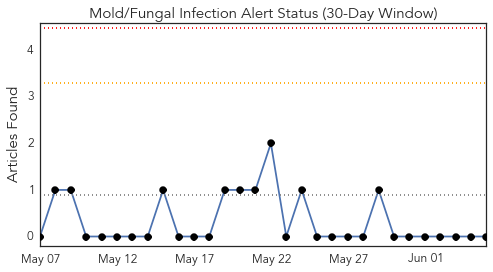 Mold/Fungal Infection Alert Status (30-Day Window)
Articles Found
4
3
2
1
0
May 07 May 12 May 17 May 22 May 27 Jun 01